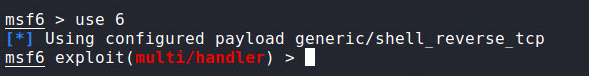 msf6 > use 6
[*] Using configured payload generic/shell_reverse_tcp
msf6 exploit(multi/handler) >